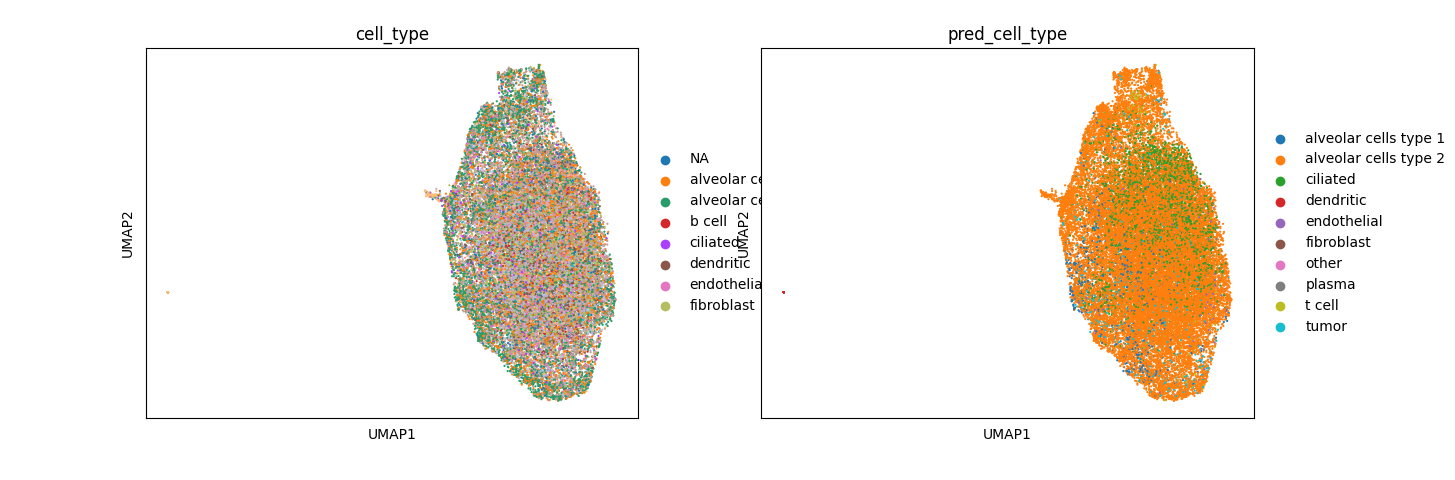 cell_type
pred_cell_type
UMAP2
UMAP1
NA
alveolar ce
alveolar ce
b cell
ciliated
dendritic
endothelia
fibroblast
UMAP2
UMAP1
alveolar cells type 1
alveolar cells type 2
ciliated
dendritic
endothelial
fibroblast
other
plasma
t cell
tumor